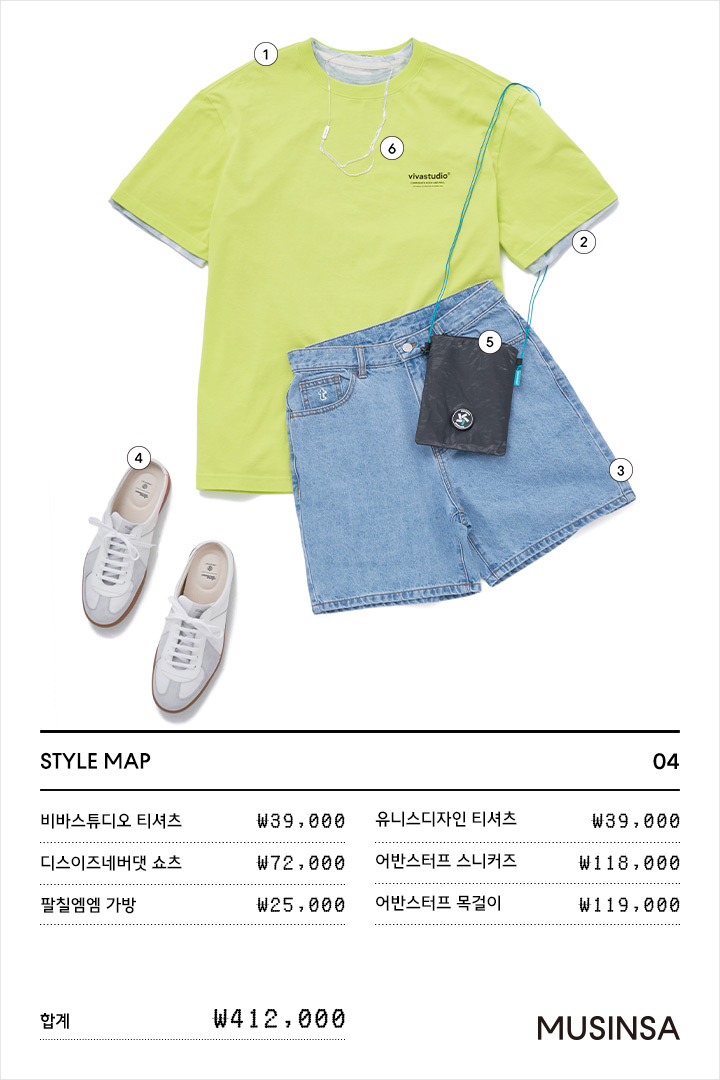 1
6
vivastudio®
2
5
4
3
STYLE MAP 04
비바스튜디오 티셔츠 ₩39,000
유니스디자인 티셔츠 ₩39,000
디스이즈네버댓 쇼츠 ₩72,000
어반스터프 스니커즈 ₩118,000
팔칠엠엠 가방 ₩25,000
어반스터프 목걸이 ₩119,000
합계 ₩412,000
MUSINSA